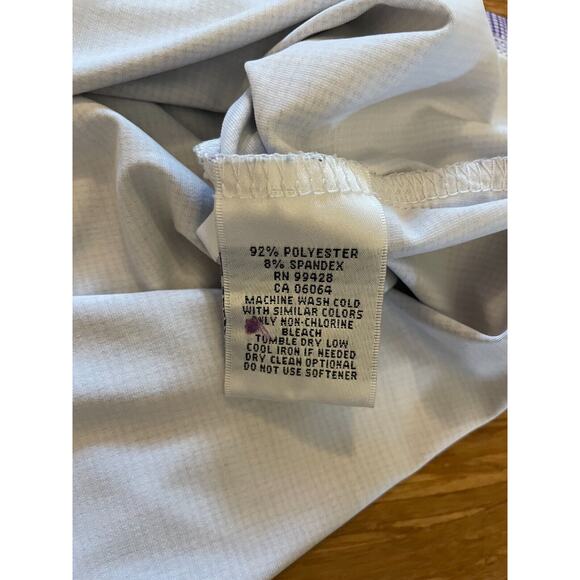 92% POLYESTER
8% SPANDEX
RN 99428
CA 06064
MACHINE WASH COLD
WITH SIMILAR COLORS
ONLY NON-CHLORINE
BLEACH
TUMBLE DRY LOW
COOL IRON IF NEEDED
DRY CLEAN OPTIONAL
DO NOT USE SOFTENER